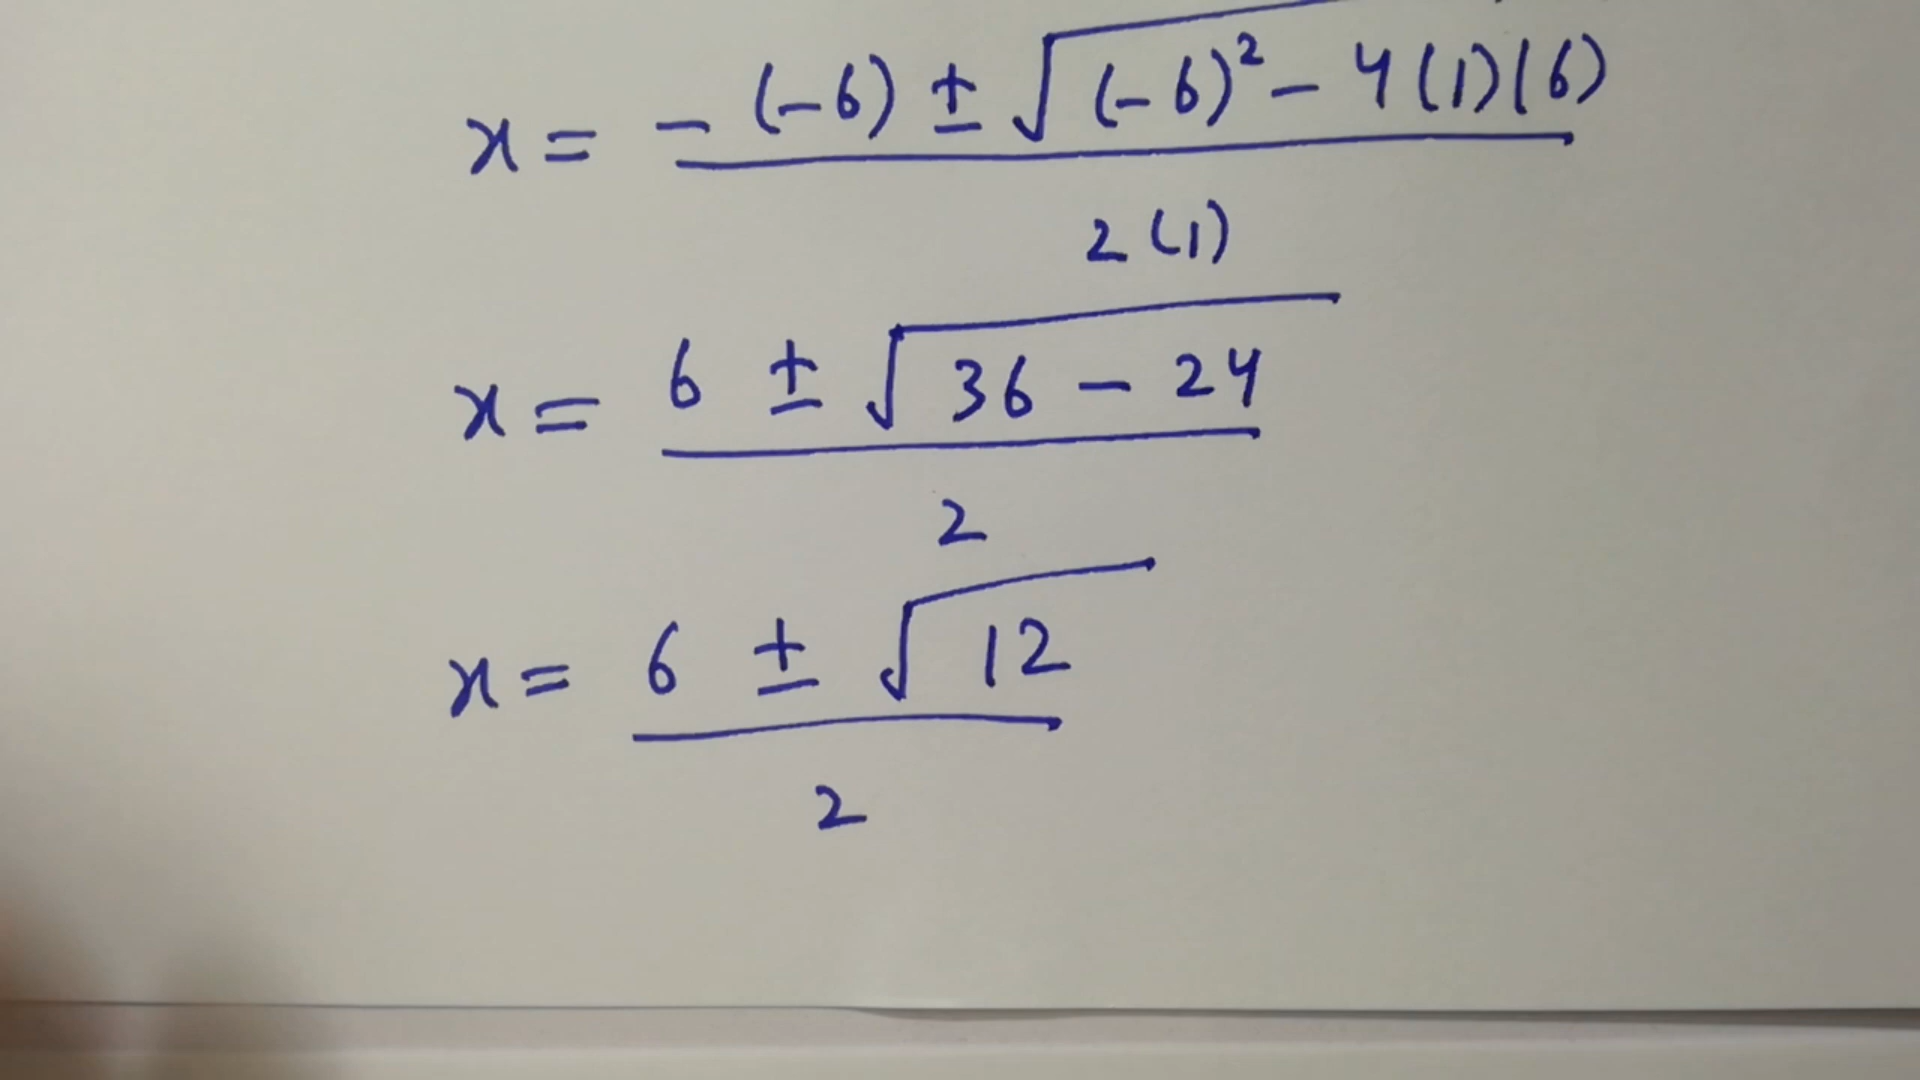 x = -(-6) ± √(-6)² - 4(1)(6)
2(1)
x = 6 ± √36 - 24
2
x = 6 ± √12
2